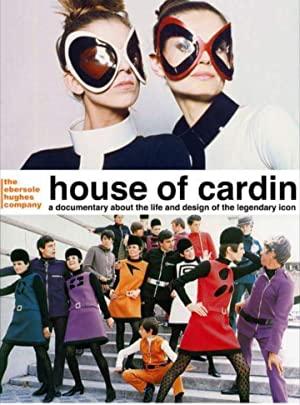 the
ebersole
hughes
company
house of cardin
a documentary about the life and design of the legendary icon